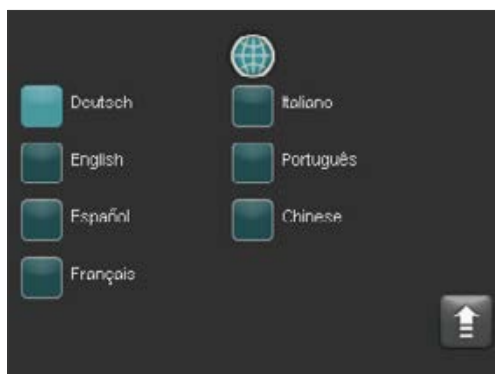 Deutsch
English
Español
Français
Italiano
Português
Chinese